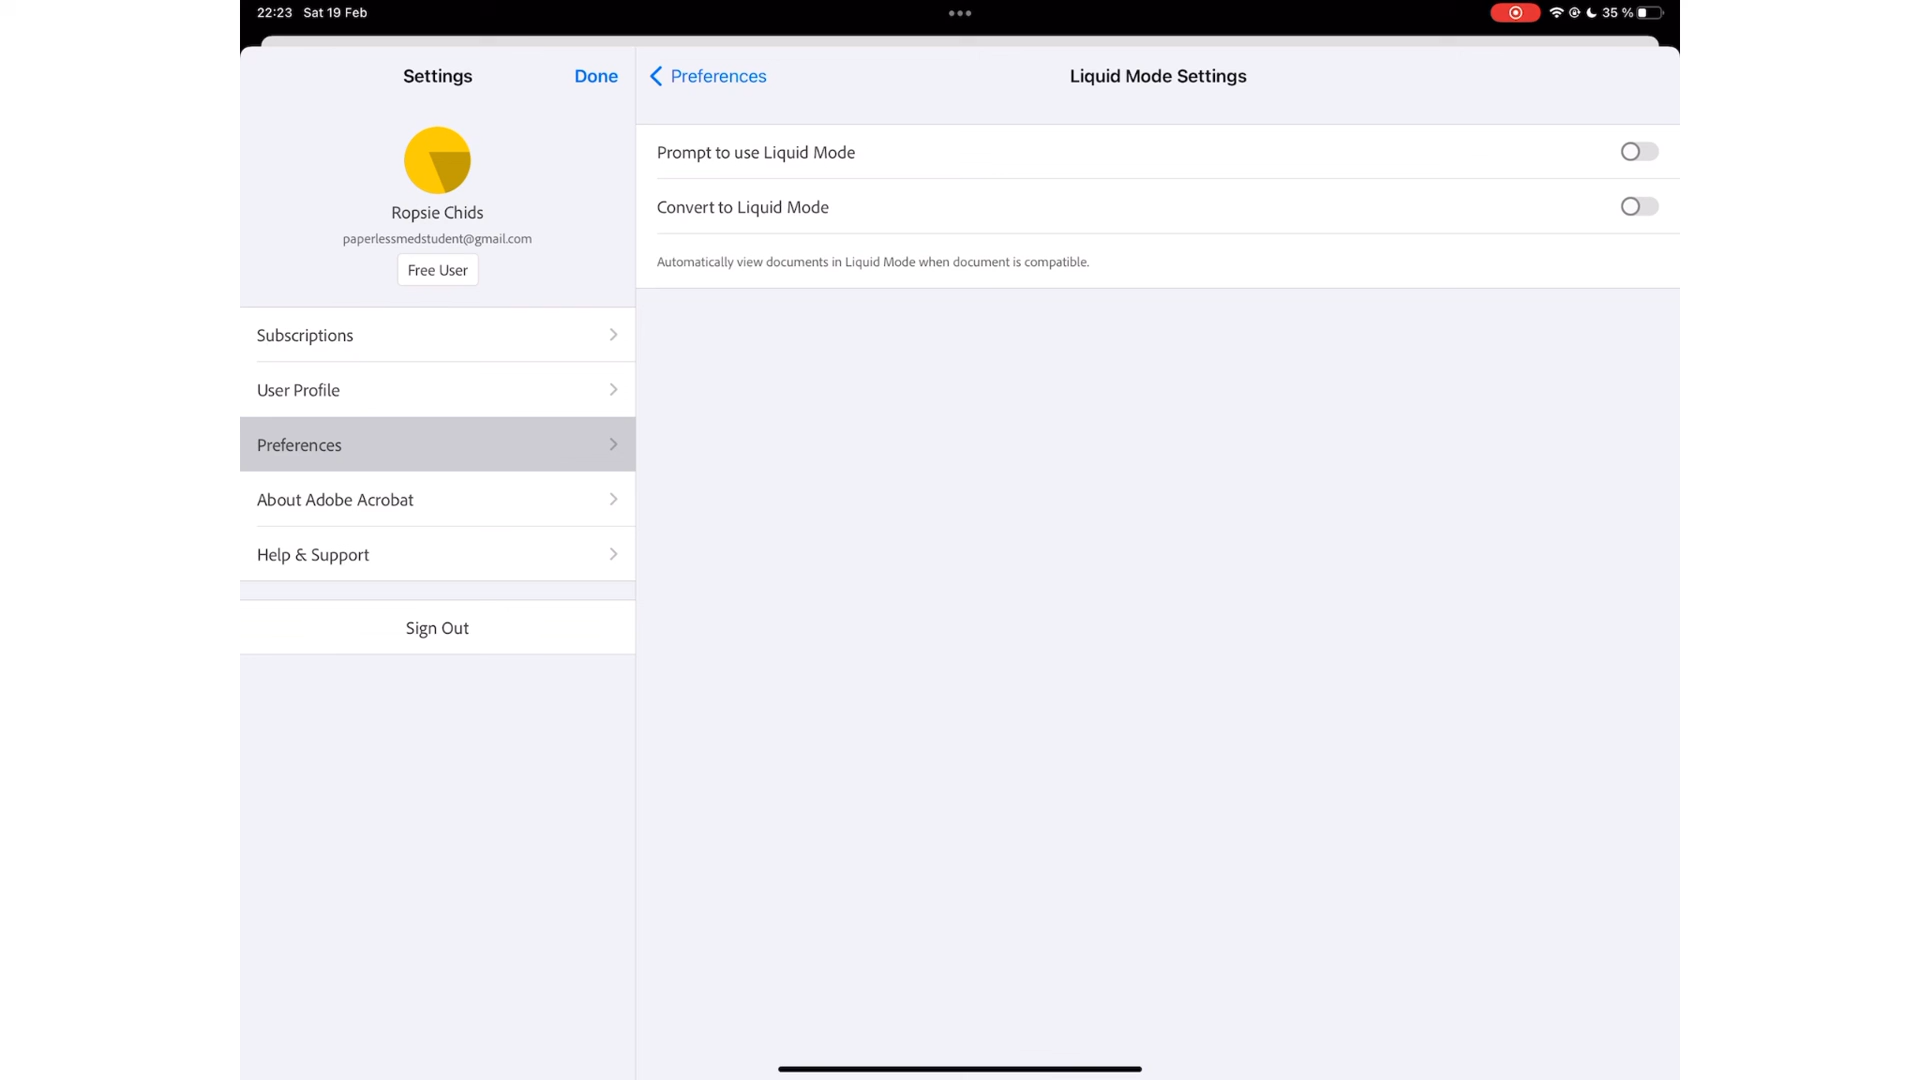 22:23 Sat 19 Feb
35 %
Settings
Done
Preferences
Liquid Mode Settings
Ropsie Chids
paperlessmedstudent@gmail.com
Free User
Subscriptions
User Profile
Preferences
About Adobe Acrobat
Help & Support
Sign Out
Prompt to use Liquid Mode
Convert to Liquid Mode
Automatically view documents in Liquid Mode when document is compatible.